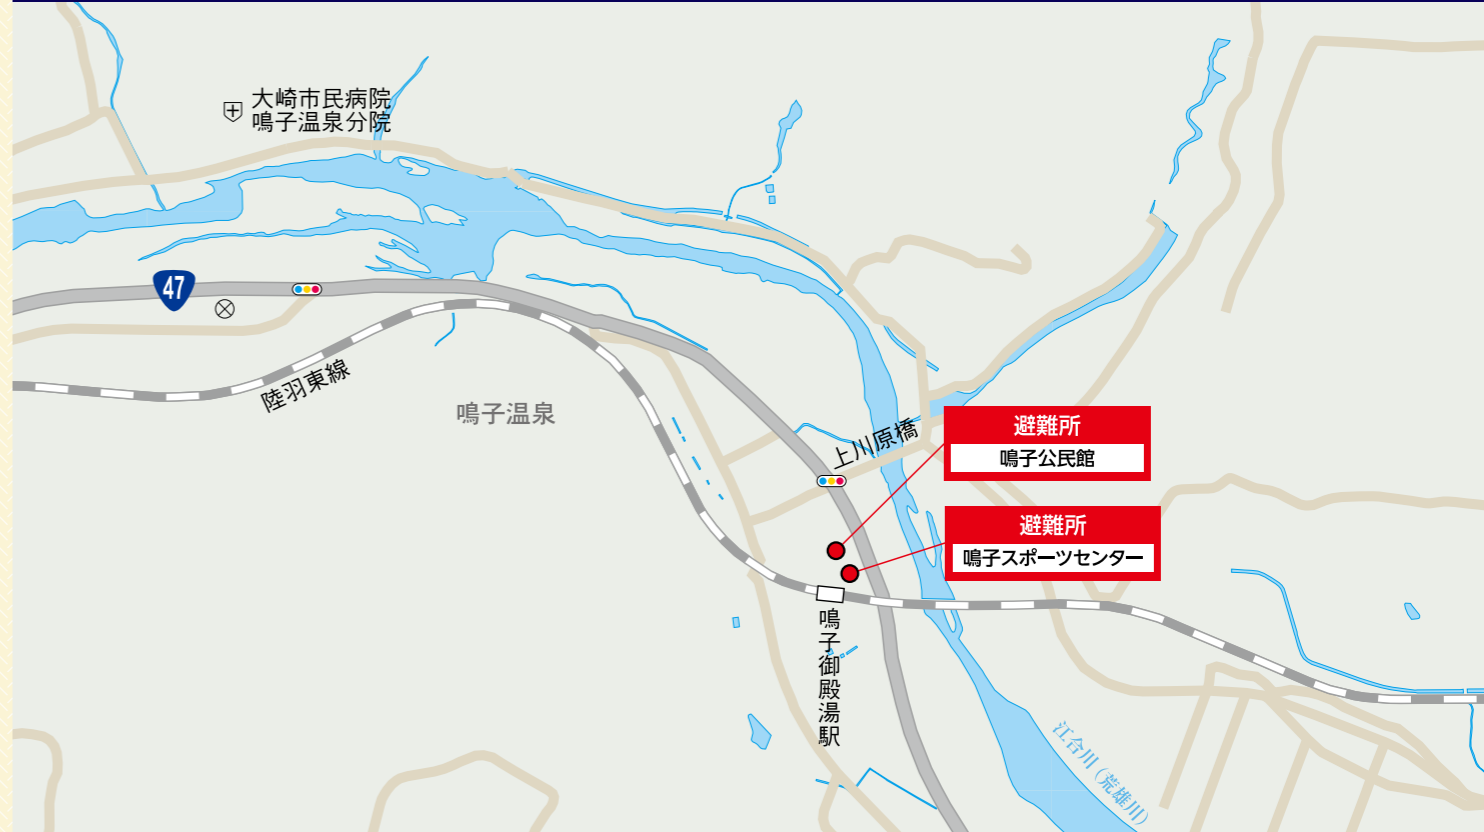 大崎市民病院
鳴子温泉分院
47
陸羽東線
鳴子温泉
上川原橋
避難所
鳴子公民館
避難所
鳴子スポーツセンター
鳴子御殿湯駅
江合川（荒雄川）